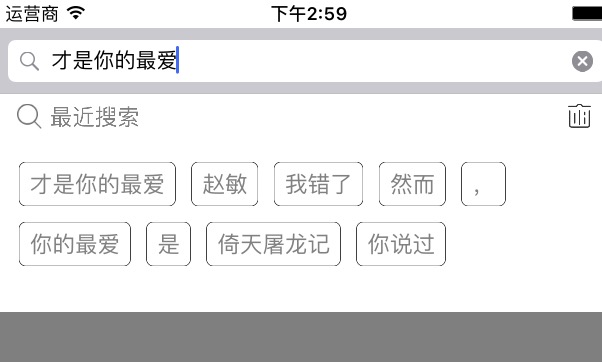 运营商 下午2:59
才是你的最爱
最近搜索
才是你的最爱 赵敏 我错了 然而 ，
你的最爱 是 倚天屠龙记 你说过